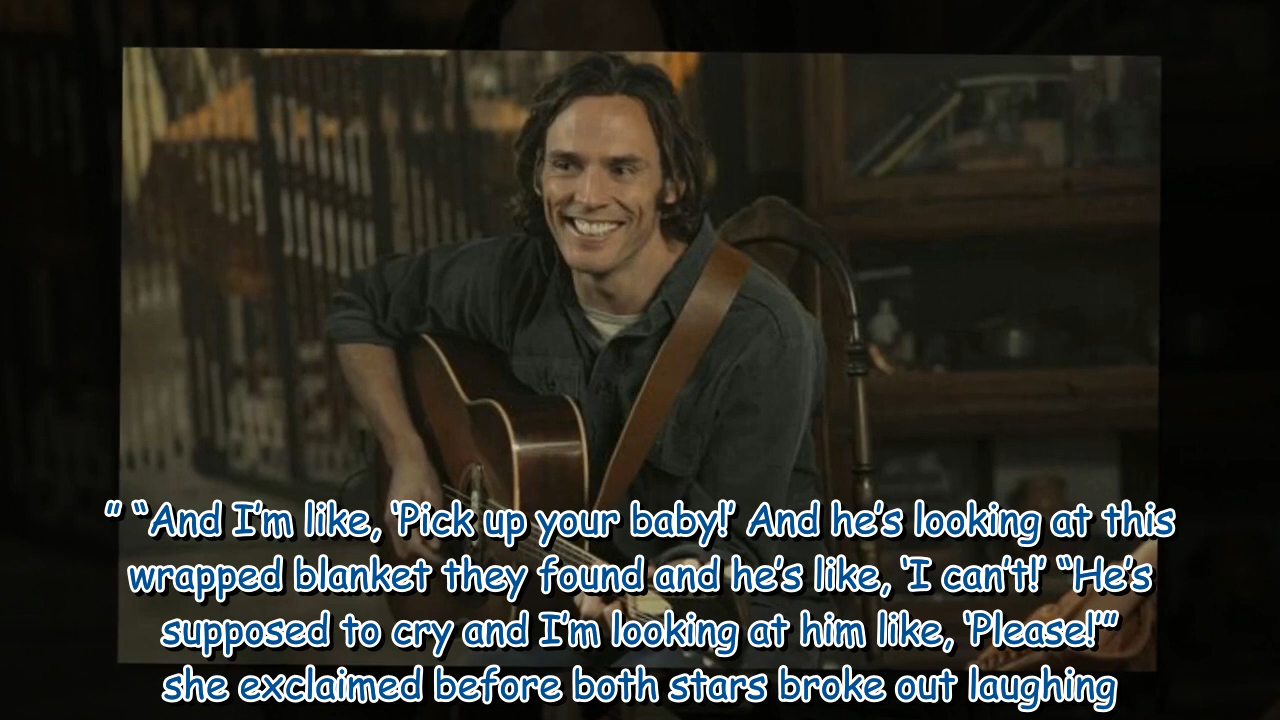 ” “And I’m like, ‘Pick up your baby!’ And he’s looking at this
wrapped blanket they found and he’s like, ‘I can’t!’ “He’s
supposed to cry and I’m looking at him like, ‘Please!’”
she exclaimed before both stars broke out laughing